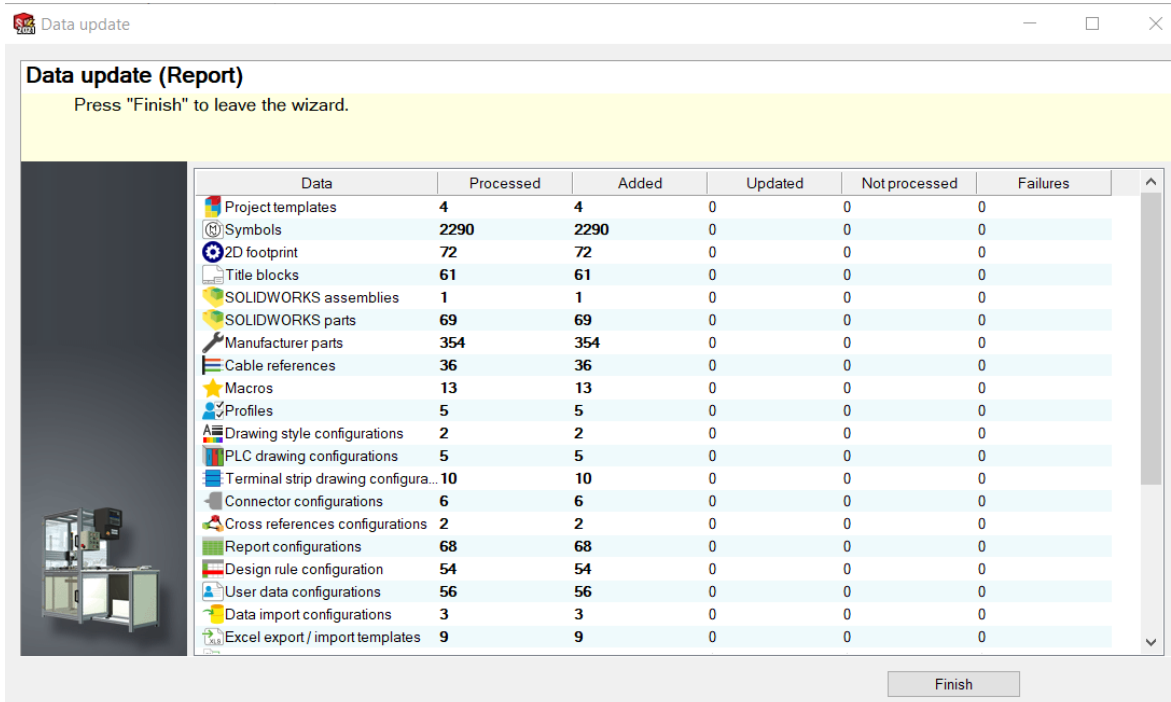 Data update
Data update (Report)
Press "Finish" to leave the wizard.
Data Processed Added Updated Not processed Failures
Project templates 4 4 0 0 0
Symbols 2290 2290 0 0 0
2D footprint 72 72 0 0 0
Title blocks 61 61 0 0 0
SOLIDWORKS assemblies 1 1 0 0 0
SOLIDWORKS parts 69 69 0 0 0
Manufacturer parts 354 354 0 0 0
Cable references 36 36 0 0 0
Macros 13 13 0 0 0
Profiles 5 5 0 0 0
Drawing style configurations 2 2 0 0 0
PLC drawing configurations 5 5 0 0 0
Terminal strip drawing configura... 10 10 0 0 0
Connector configurations 6 6 0 0 0
Cross references configurations 2 2 0 0 0
Report configurations 68 68 0 0 0
Design rule configuration 54 54 0 0 0
User data configurations 56 56 0 0 0
Data import configurations 3 3 0 0 0
Excel export / import templates 9 9 0 0 0
Finish